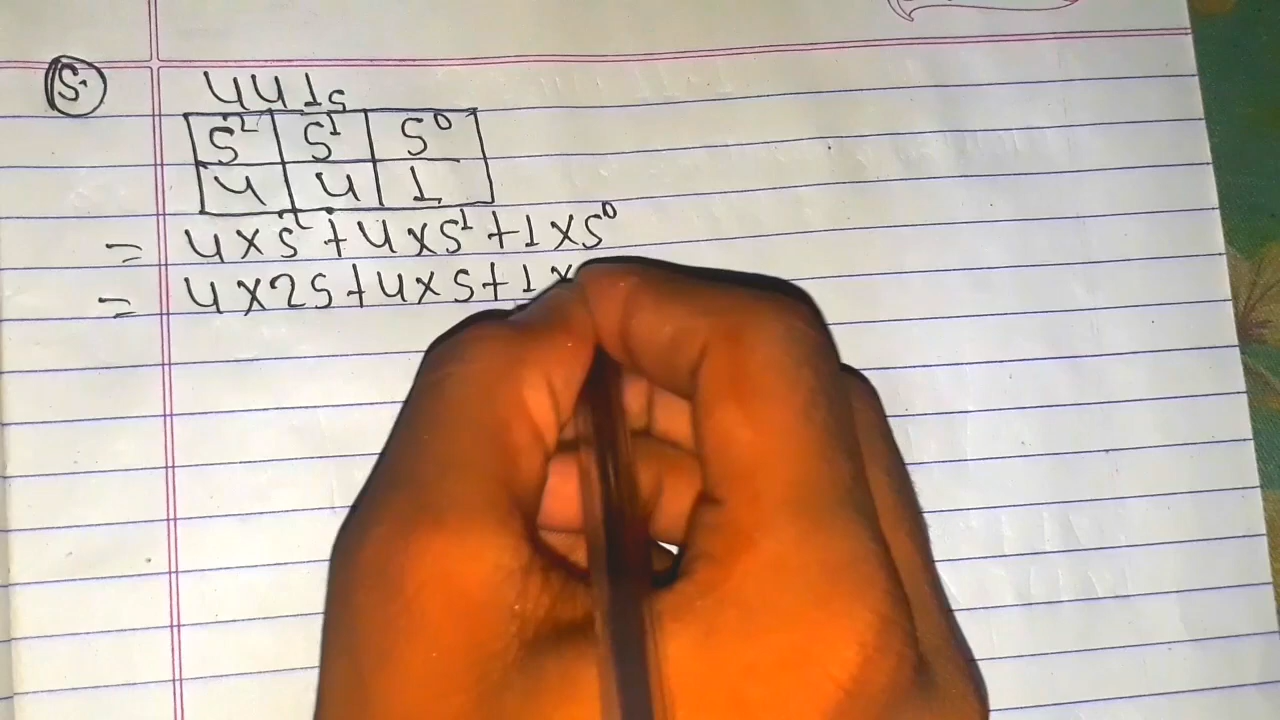 5.
441₅
5² 5¹ 5⁰
4 4 1
= 4×5²+4×5¹+1×5⁰
= 4×25+4×5+1×